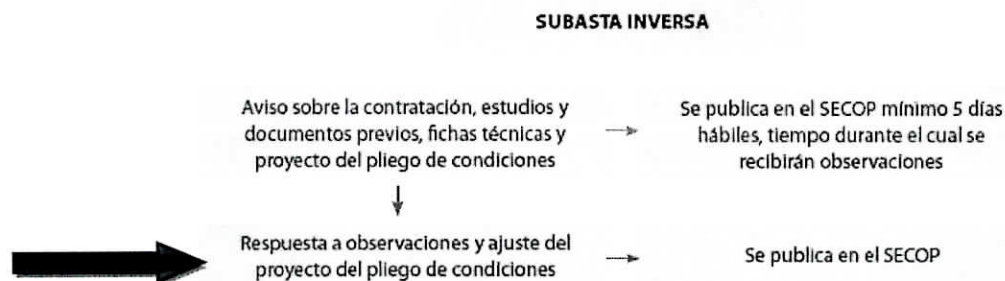 SUBASTA INVERSA
Aviso sobre la contratación, estudios y
documentos previos, fichas técnicas y
proyecto del pliego de condiciones
Se publica en el SECOP mínimo 5 días
hábiles, tiempo durante el cual se
recibirán observaciones
Respuesta a observaciones y ajuste del
proyecto del pliego de condiciones
Se publica en el SECOP